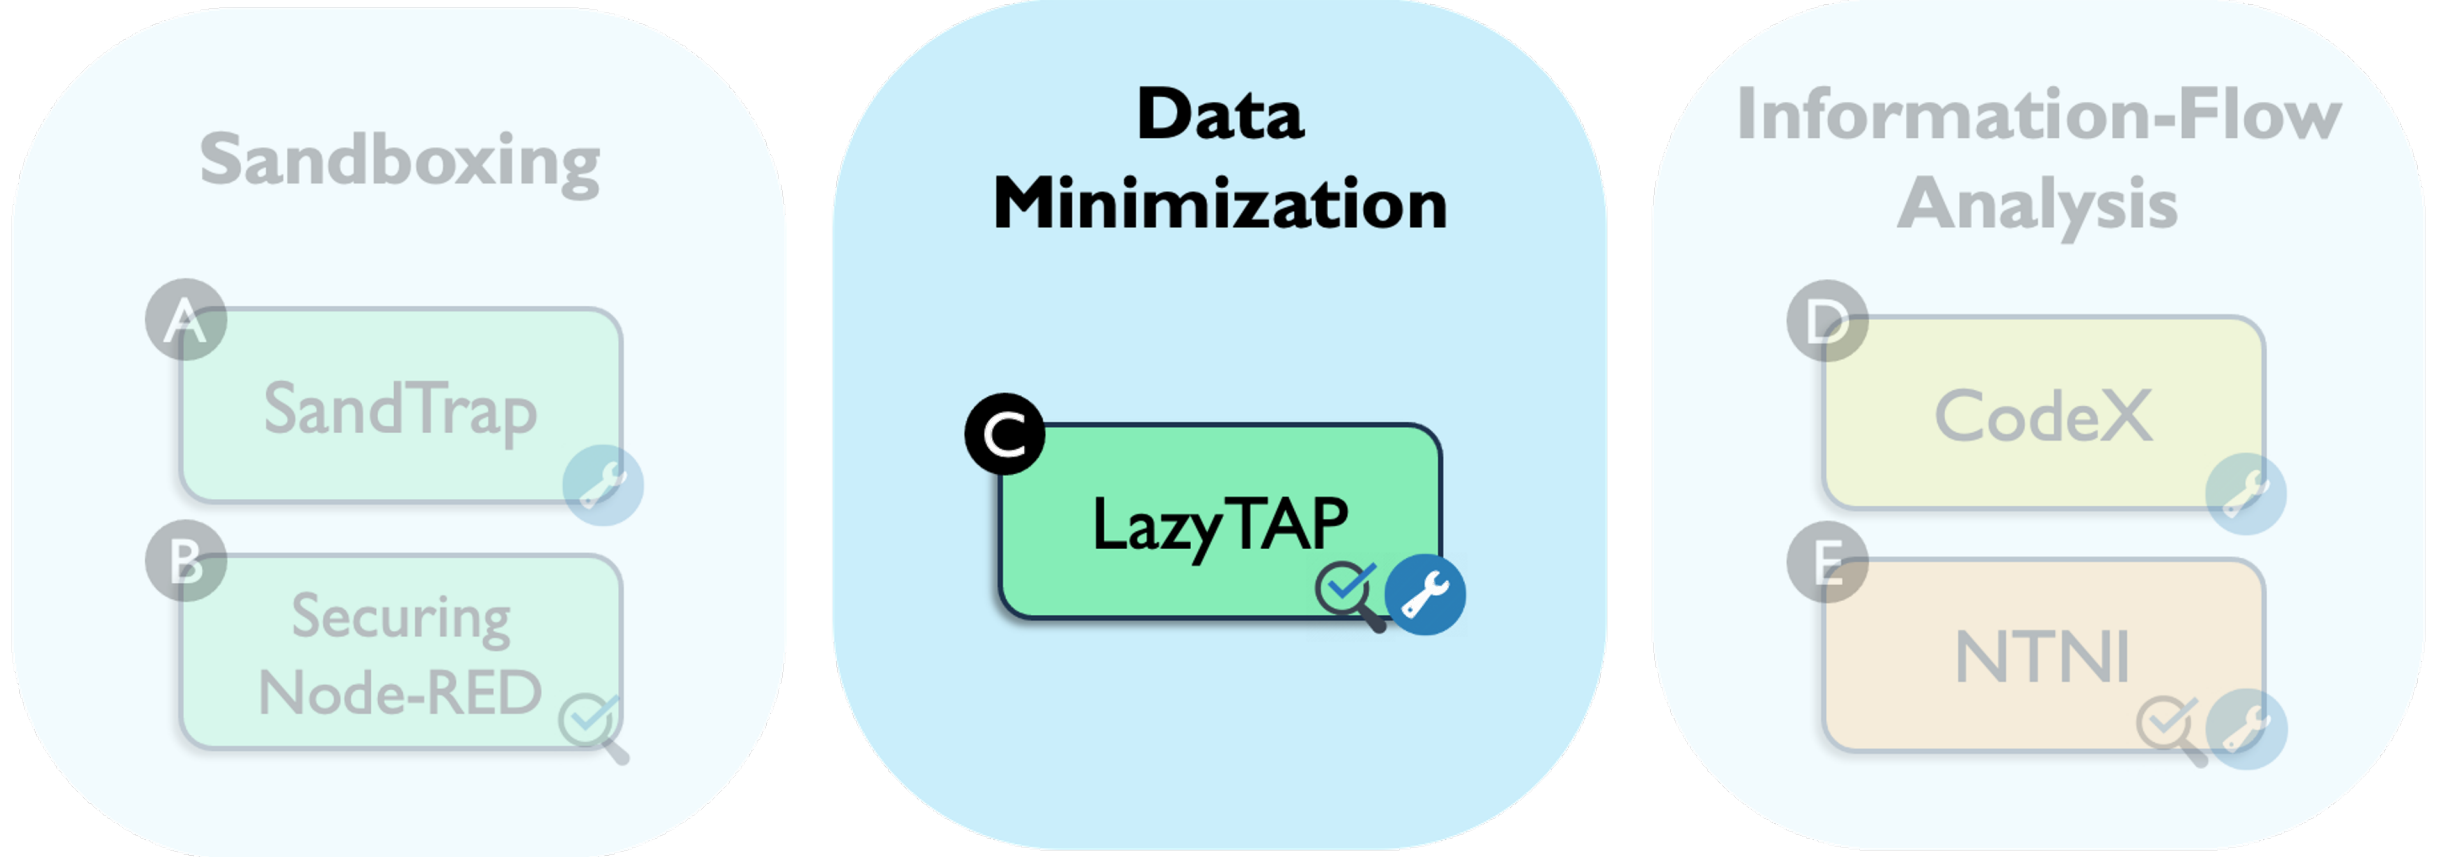 Sandboxing
A
SandTrap
B
Securing
Node-RED
Data
Minimization
C
LazyTAP
Information-Flow
Analysis
D
CodeX
E
NTNI